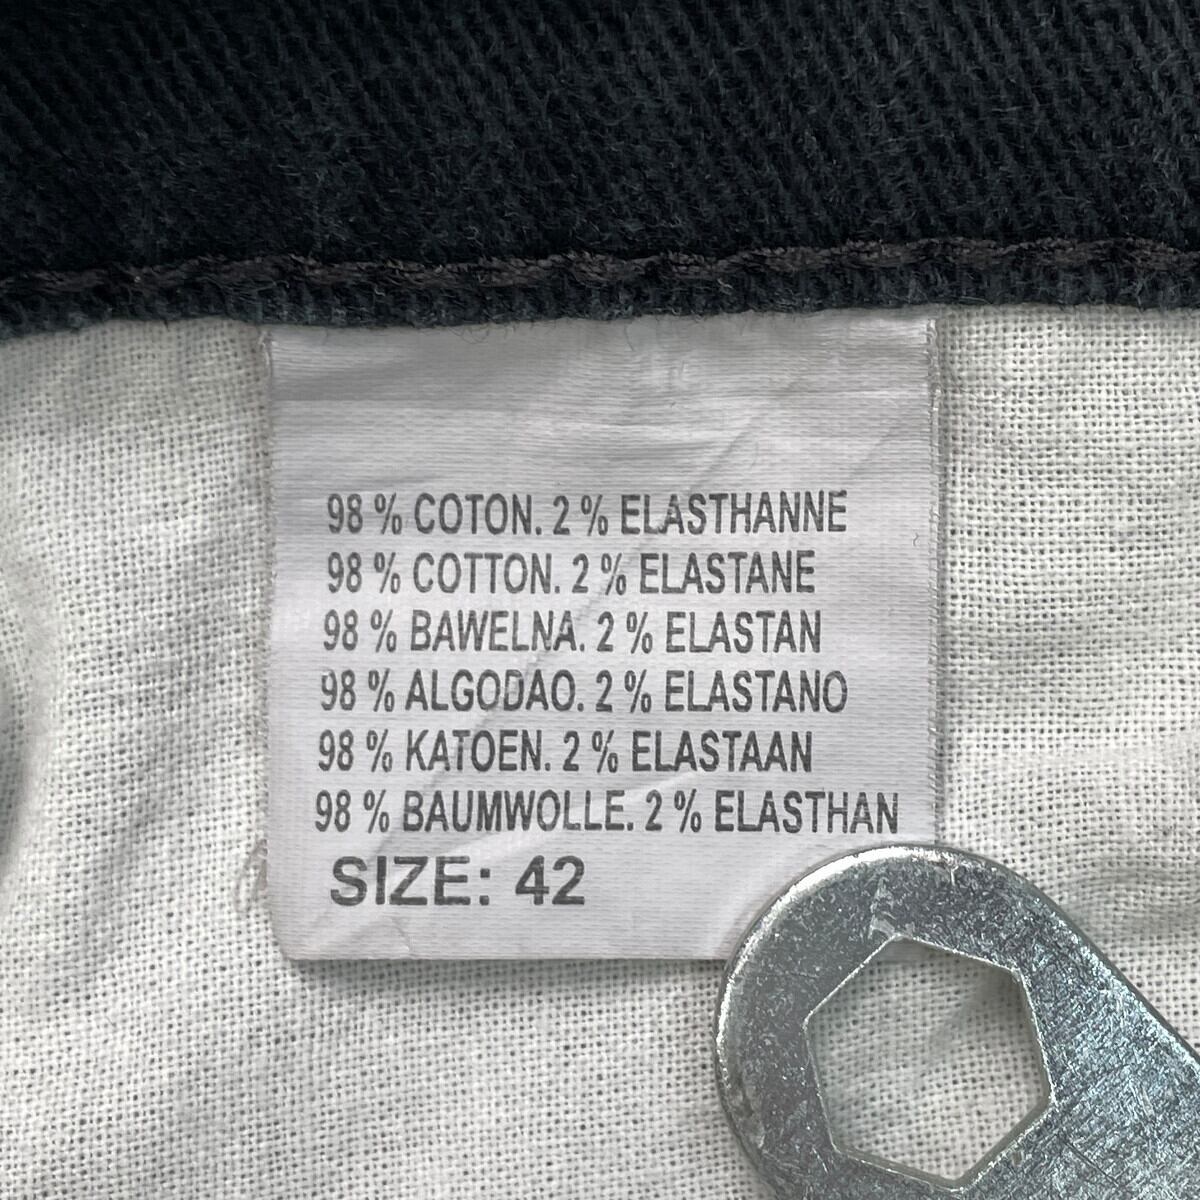 98 % COTON. 2 % ELASTHANNE
98 % COTTON. 2 % ELASTANE
98 % BAWELNA. 2 % ELASTAN
98 % ALGODAO. 2 % ELASTANO
98 % KATOEN. 2 % ELASTAAN
98 % BAUMWOLLE. 2 % ELASTHAN
SIZE: 42